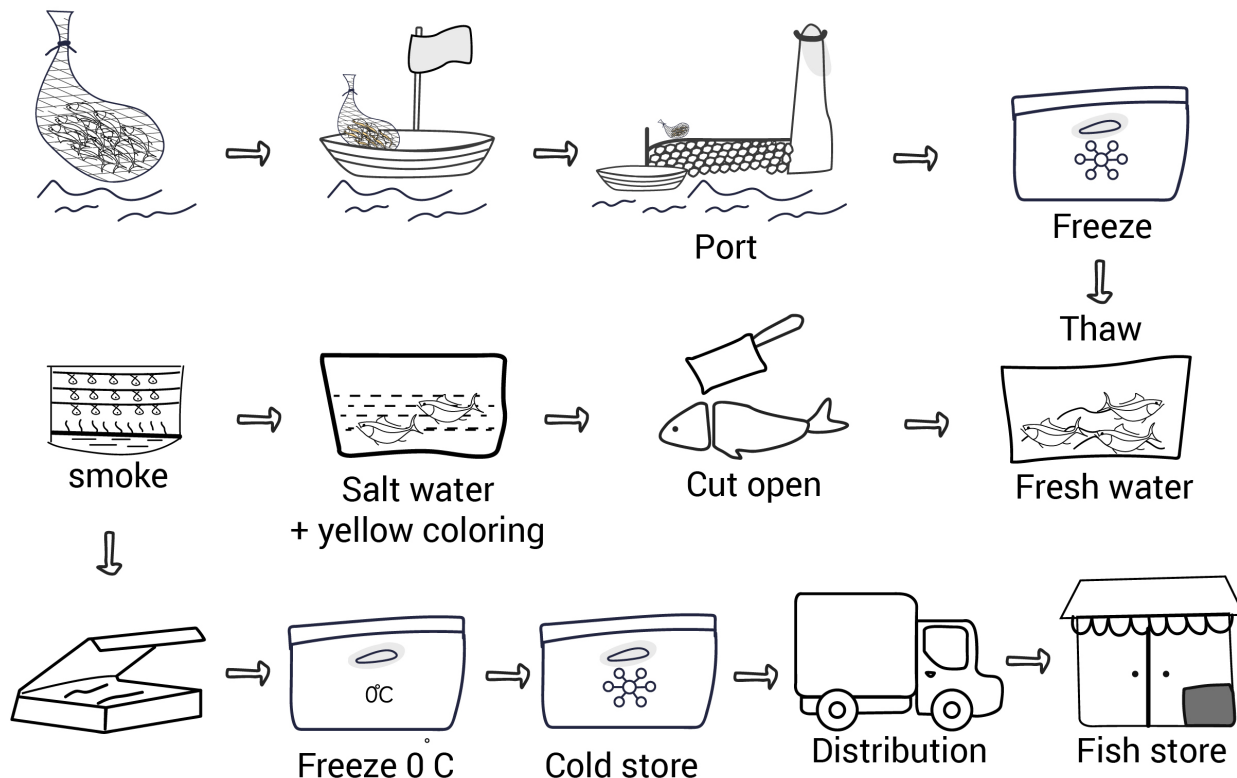 Port
Freeze
Thaw
smoke
Salt water
+ yellow coloring
Cut open
Fresh water
0°C
Freeze 0°C
Cold store
Distribution
Fish store